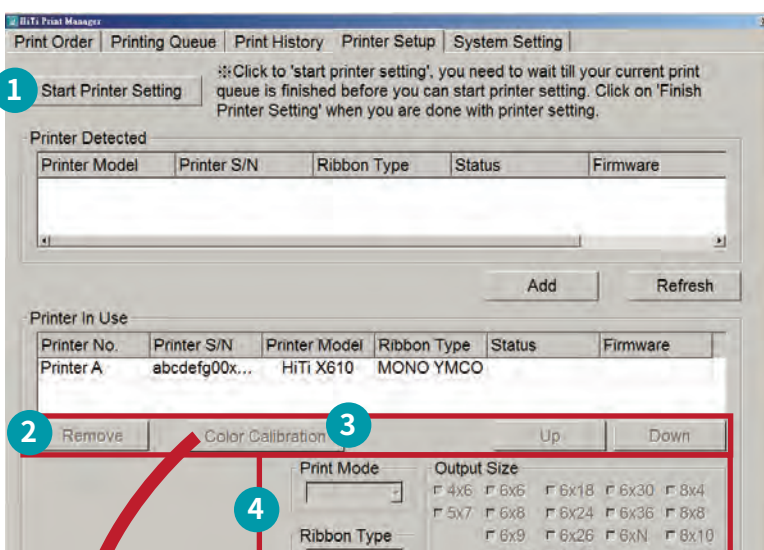 HiTi Print Manager
Print Order Printing Queue Print History Printer Setup System Setting
1 Start Printer Setting
※Click to 'start printer setting', you need to wait till your current print
queue is finished before you can start printer setting. Click on 'Finish
Printer Setting' when you are done with printer setting.
Printer Detected
Printer Model Printer S/N Ribbon Type Status Firmware
Add Refresh
Printer In Use
Printer No. Printer S/N Printer Model Ribbon Type Status Firmware
Printer A abcdefg00x... HiTi X610 MONO YMCO
2 Remove Color Calibration 3 Up Down
4 Print Mode Output Size
4x6 6x6 6x18 6x30 8x4
5x7 6x8 6x24 6x36 8x8
Ribbon Type 6x9 6x26 6xN 8x10